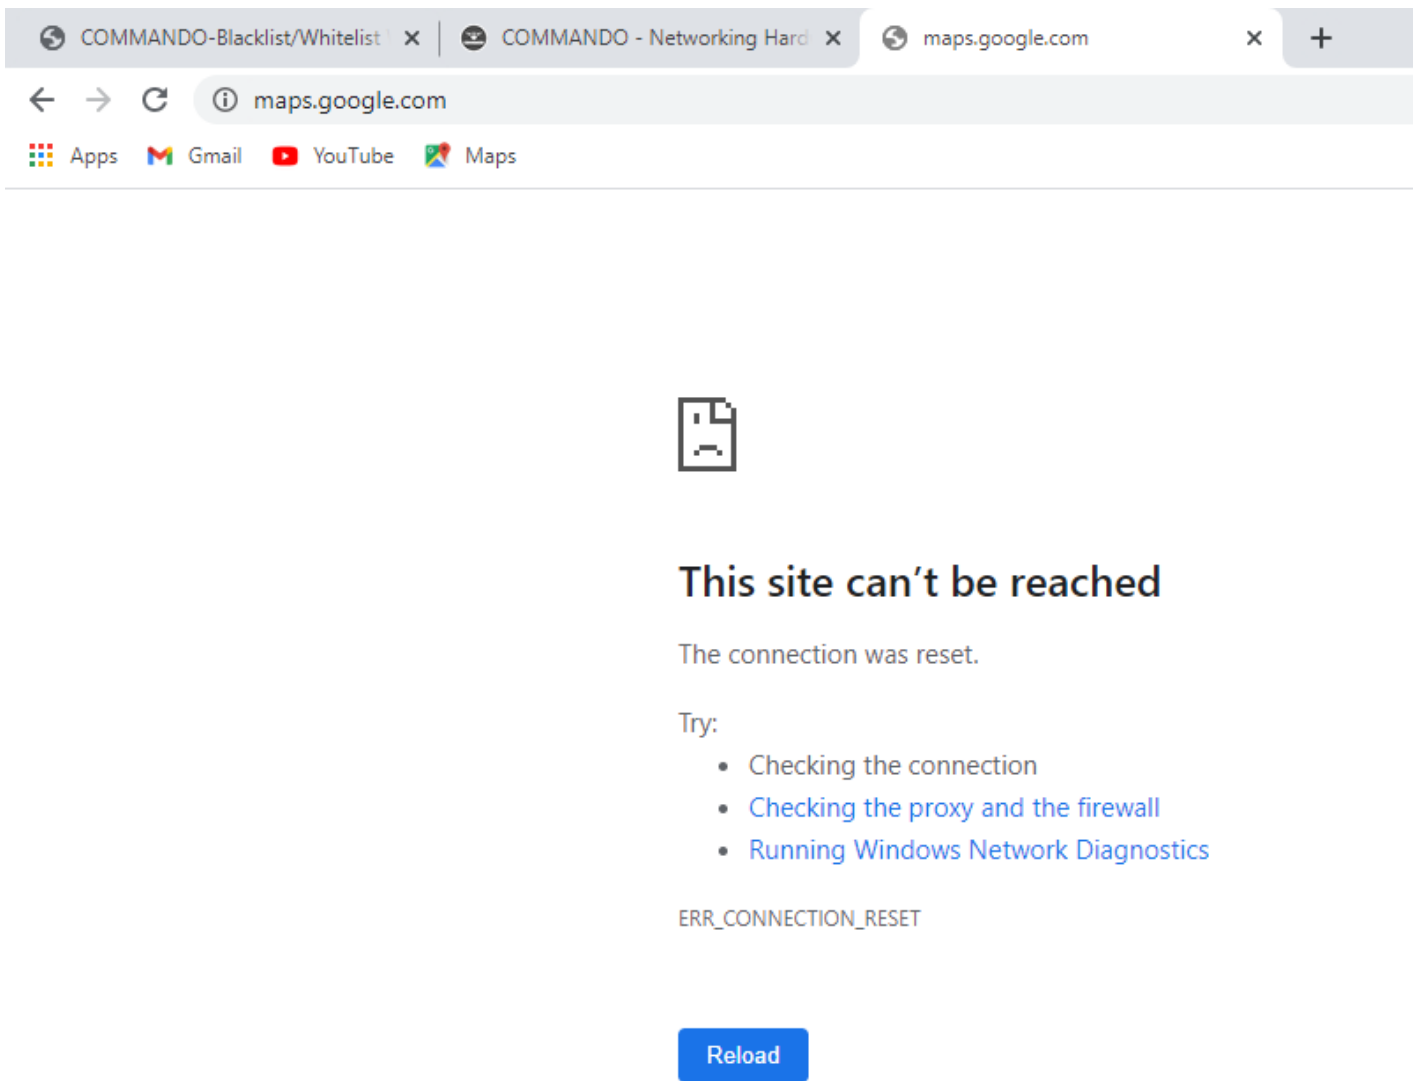 COMMANDO-Blacklist/Whitelist COMMANDO - Networking Hard maps.google.com
maps.google.com
Apps Gmail YouTube Maps
This site can’t be reached
The connection was reset.
Try:
• Checking the connection
• Checking the proxy and the firewall
• Running Windows Network Diagnostics
ERR_CONNECTION_RESET
Reload